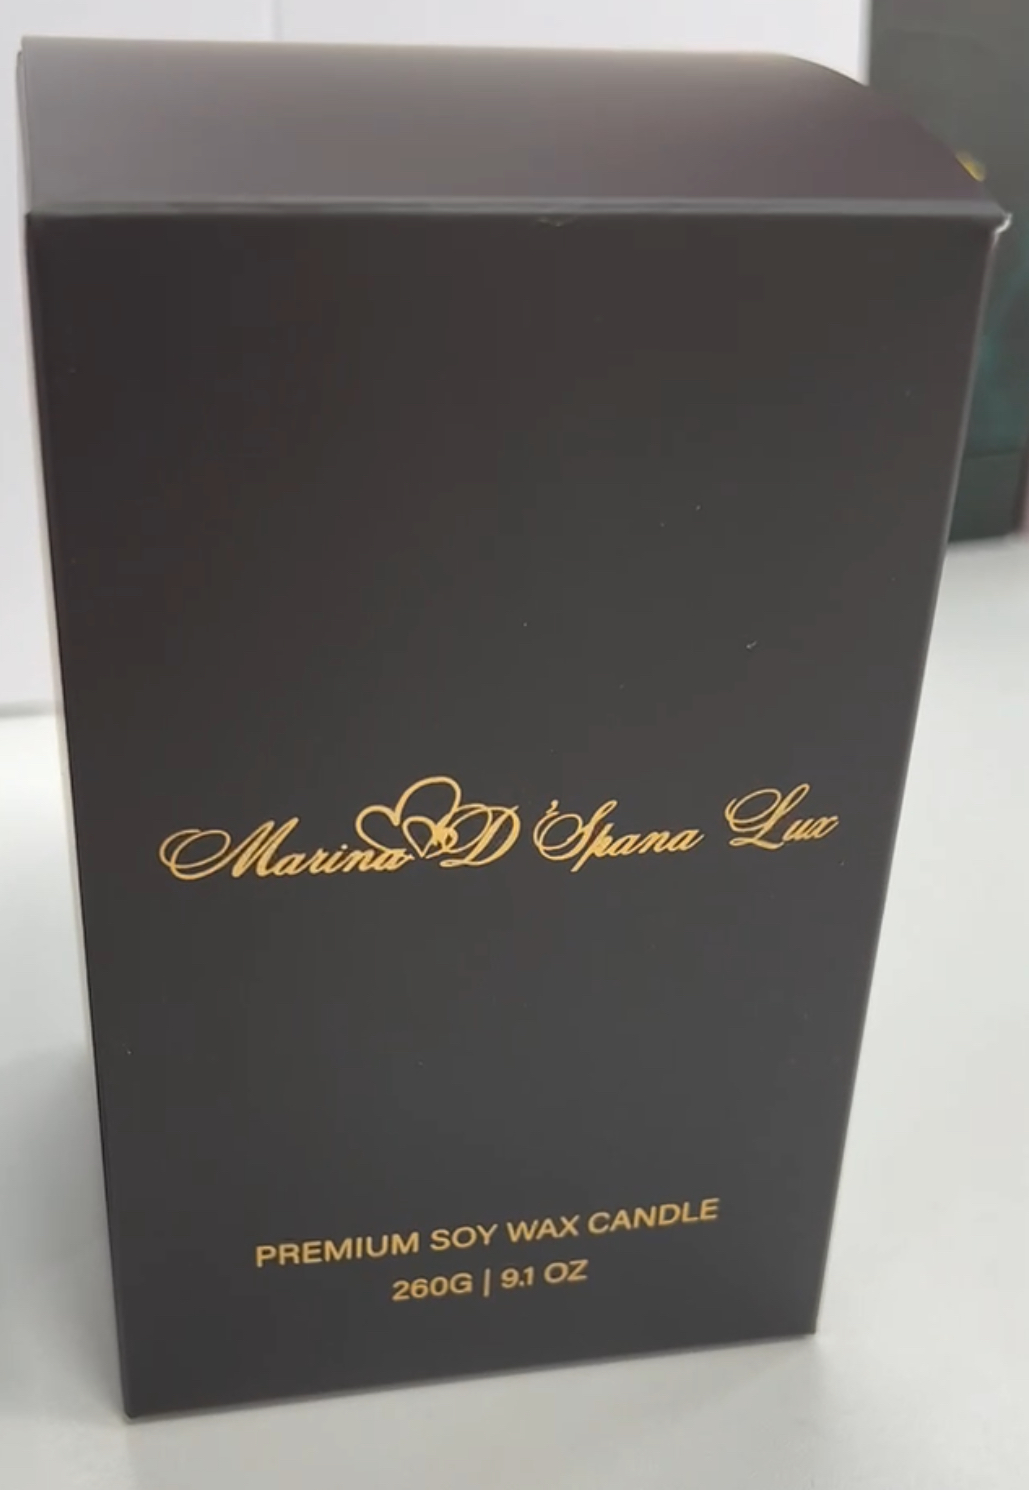 Marina D'Spana Lux
PREMIUM SOY WAX CANDLE
260G | 9.1 OZ